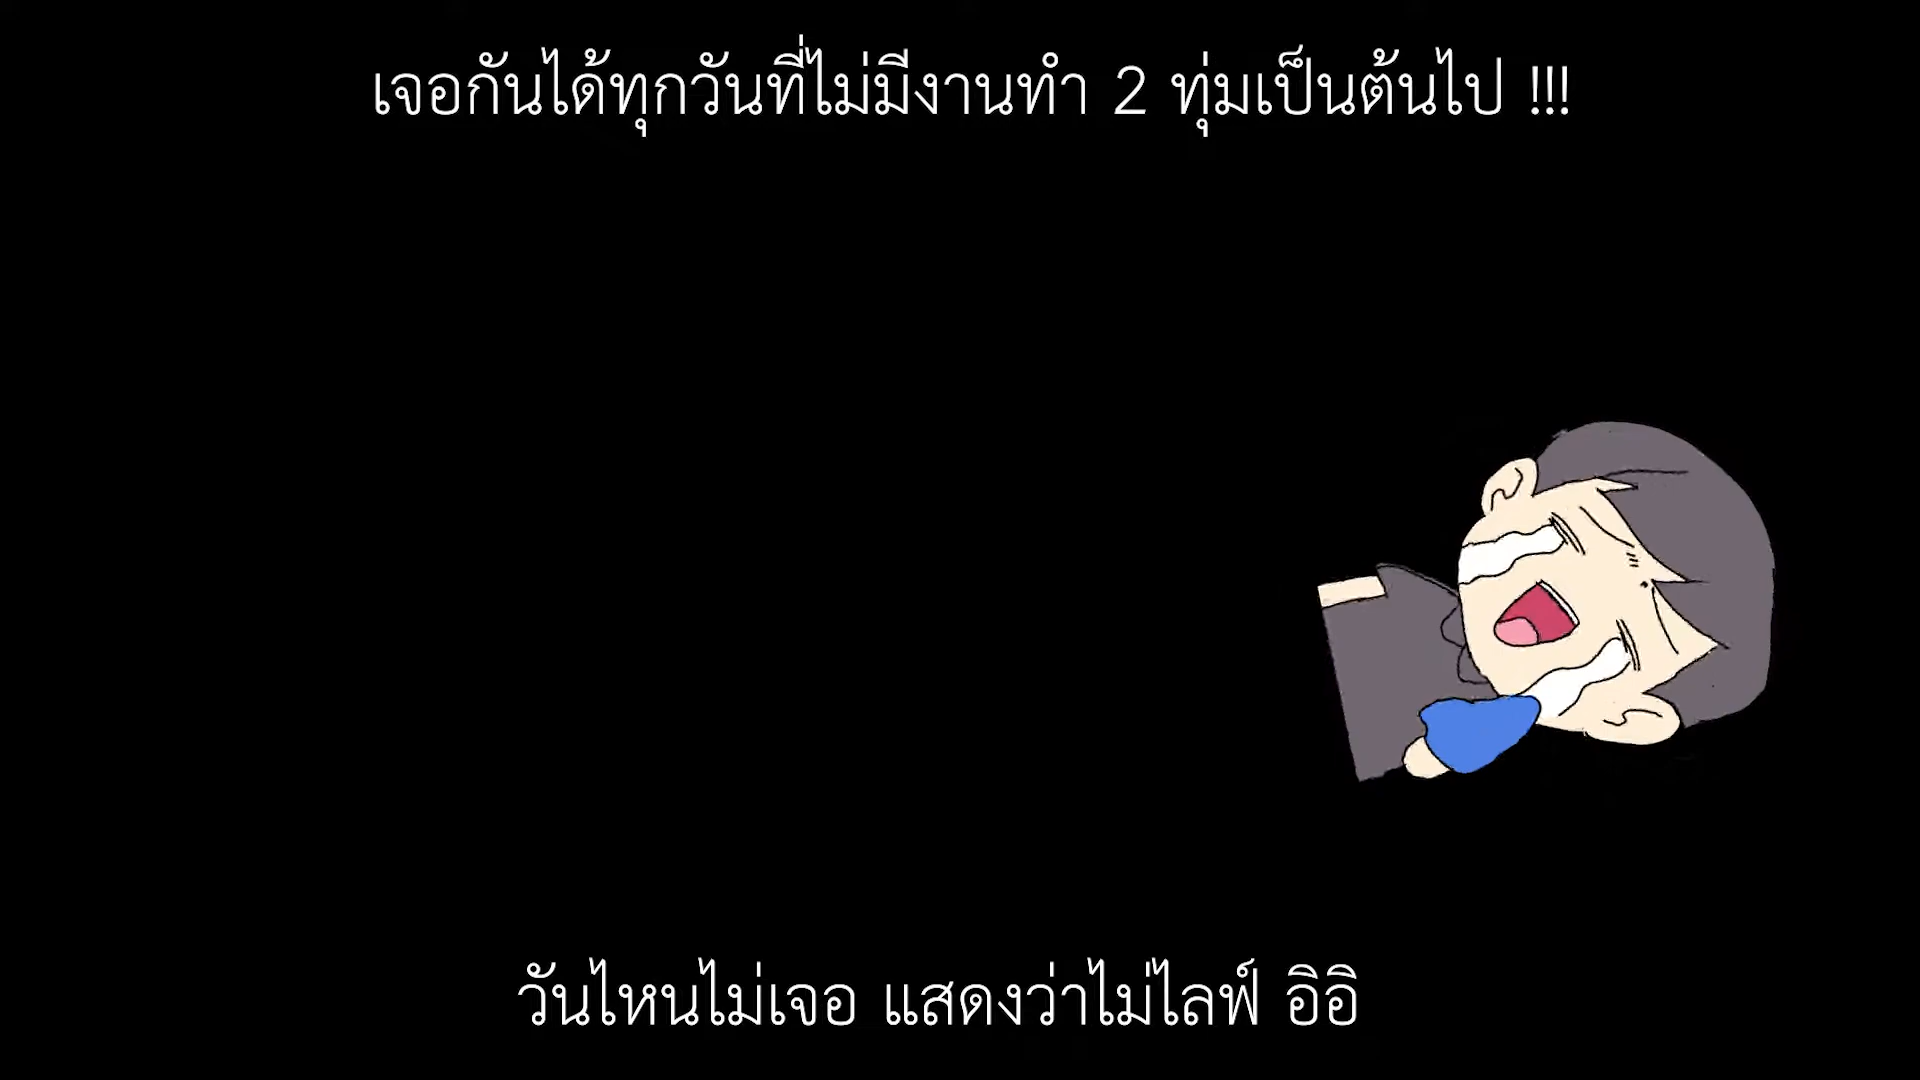 เจอกันได้ทุกวันที่ไม่มีงานทำ 2 ทุ่มเป็นต้นไป !!!
วันไหนไม่เจอ แสดงว่าไม่ไลฟ์ อิอิ